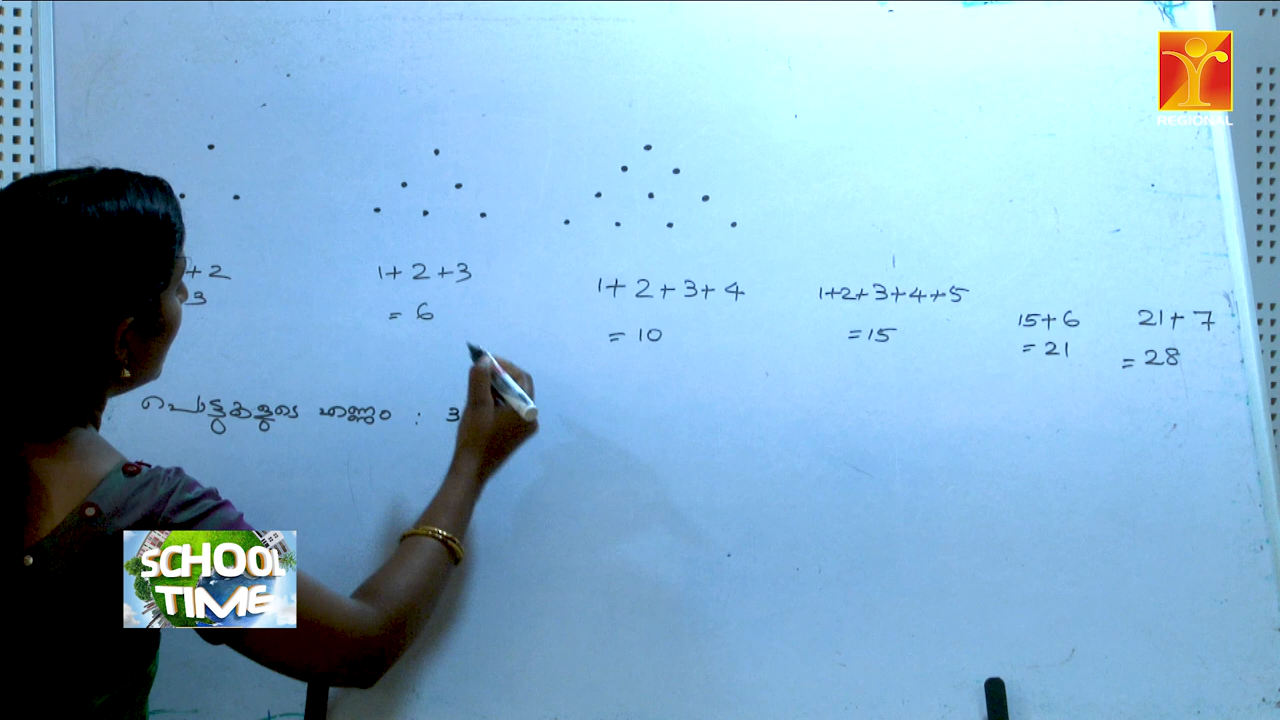 REGIONAL
+ 2
3
1 + 2 + 3
= 6
1 + 2 + 3 + 4
= 10
1+2+3+4+5
= 15
15 + 6
= 21
21 + 7
= 28
പൊട്ടുകളുടെ എണ്ണം : 3
SCHOOL
TIME